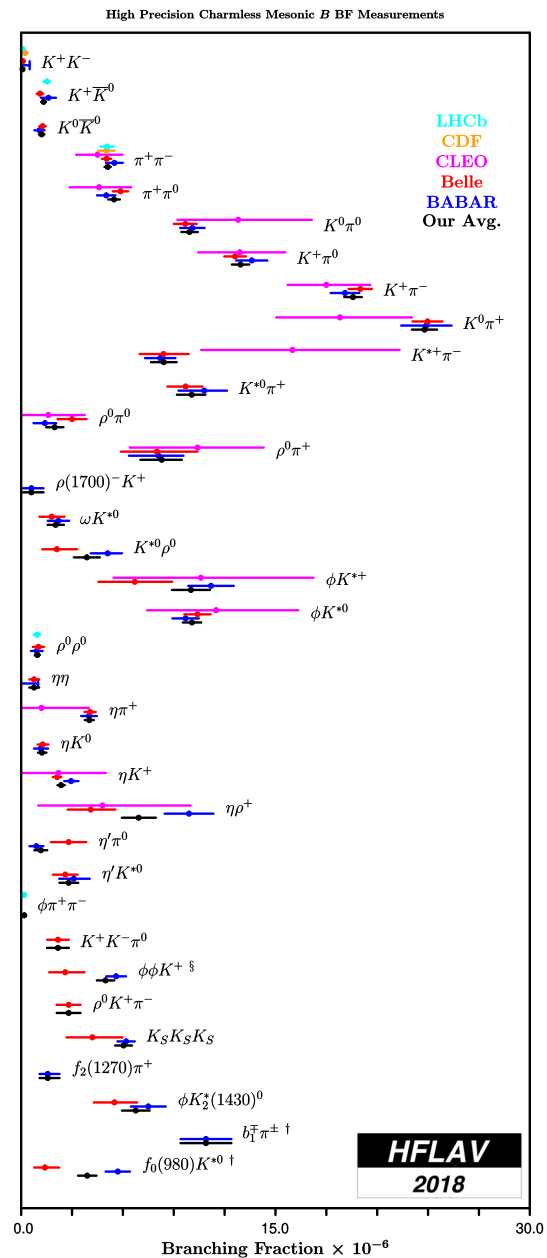 High Precision Charmless Mesonic B BF Measurements
K⁺K⁻
K⁺K̅⁰
K⁰K̅⁰
LHCb
CDF
CLEO
Belle
BABAR
Our Avg.
π⁺π⁻
π⁺π⁰
K⁰π⁰
K⁺π⁰
K⁺π⁻
K⁰π⁺
K*⁺π⁻
K*⁰π⁺
ρ⁰π⁰
ρ⁰π⁺
ρ(1700)⁻K⁺
ωK*⁰
K*⁰ρ⁰
ϕK*⁺
ϕK*⁰
ρ⁰ρ⁰
ηη
ηπ⁺
ηK⁰
ηK⁺
ηρ⁺
η′π⁰
η′K*⁰
ϕπ⁺π⁻
K⁺K⁻π⁰
ϕϕK⁺ §
ρ⁰K⁺π⁻
K_S K_S K_S
f₂(1270)π⁺
ϕK₂*(1430)⁰
b₁∓π± †
f₀(980)K*⁰ †
HFLAV
2018
0.0 15.0 30.0
Branching Fraction × 10⁻⁶